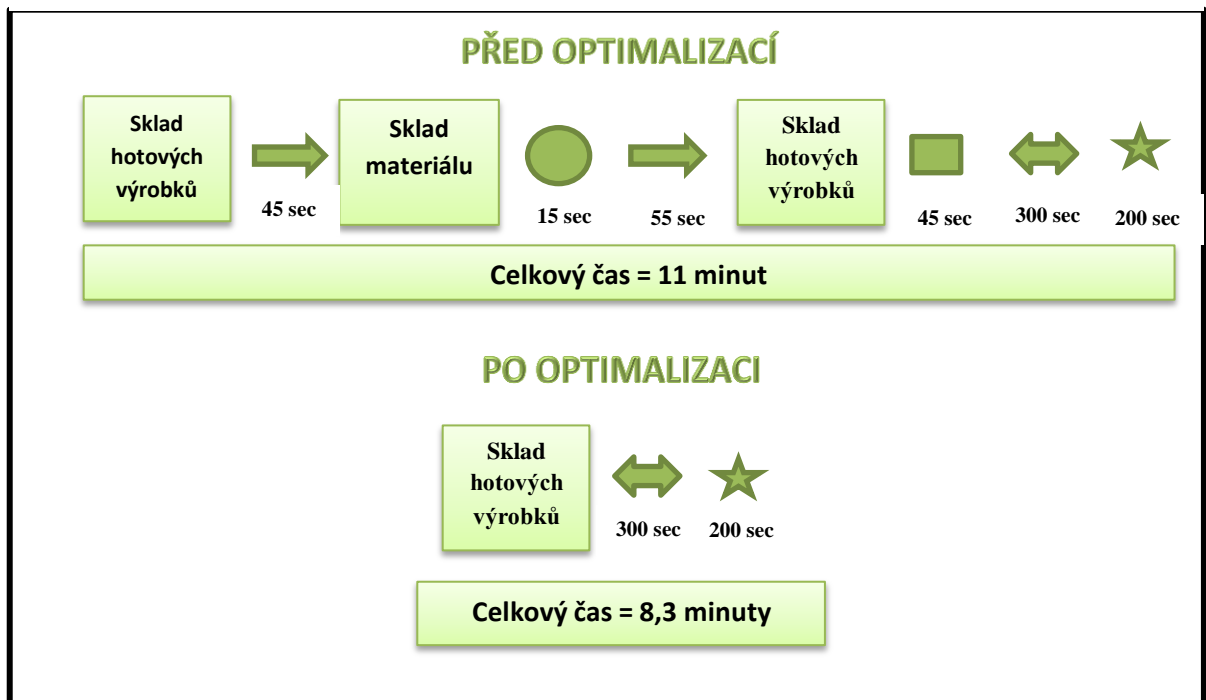 PŘED OPTIMALIZACÍ
Sklad
hotových
výrobků
45 sec
Sklad
materiálu
15 sec
55 sec
Sklad
hotových
výrobků
45 sec
300 sec
200 sec
Celkový čas = 11 minut
PO OPTIMALIZACI
Sklad
hotových
výrobků
300 sec
200 sec
Celkový čas = 8,3 minuty